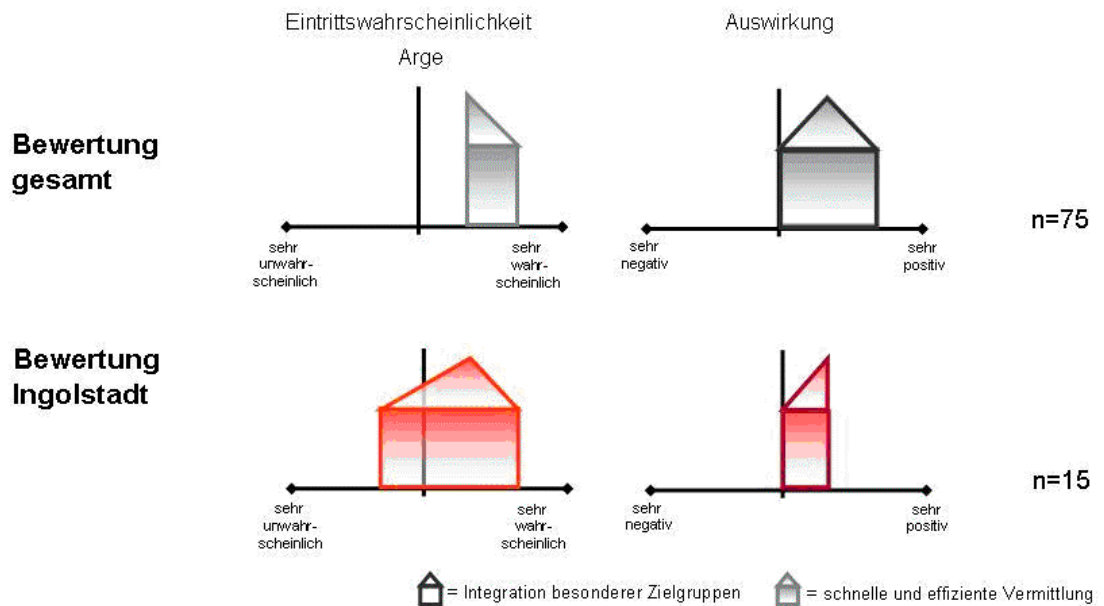 Eintrittswahrscheinlichkeit
Auswirkung
Arge
Bewertung
gesamt
n=75
sehr
unwahr-
scheinlich
sehr
wahr-
scheinlich
sehr
negativ
sehr
positiv
Bewertung
Ingolstadt
n=15
sehr
unwahr-
scheinlich
sehr
wahr-
scheinlich
sehr
negativ
sehr
positiv
= Integration besonderer Zielgruppen
= schnelle und effiziente Vermittlung